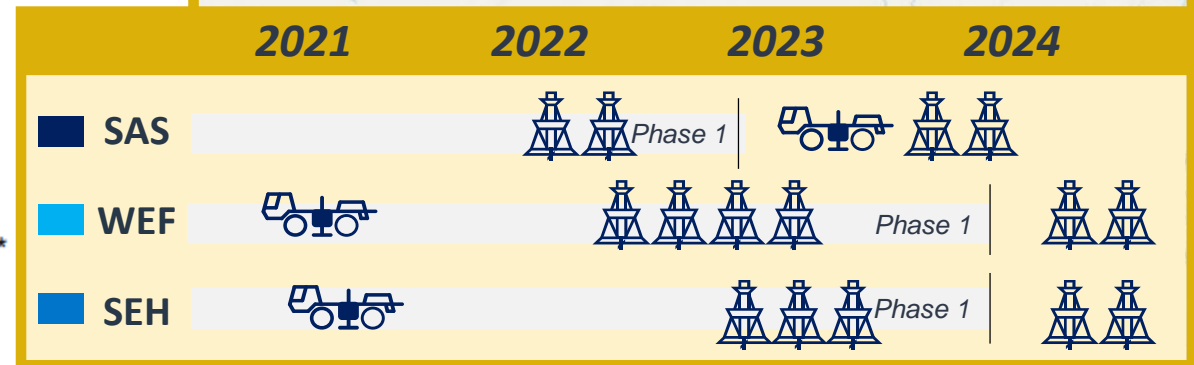 2021 2022 2023 2024
SAS Phase 1
WEF Phase 1
*
SEH Phase 1